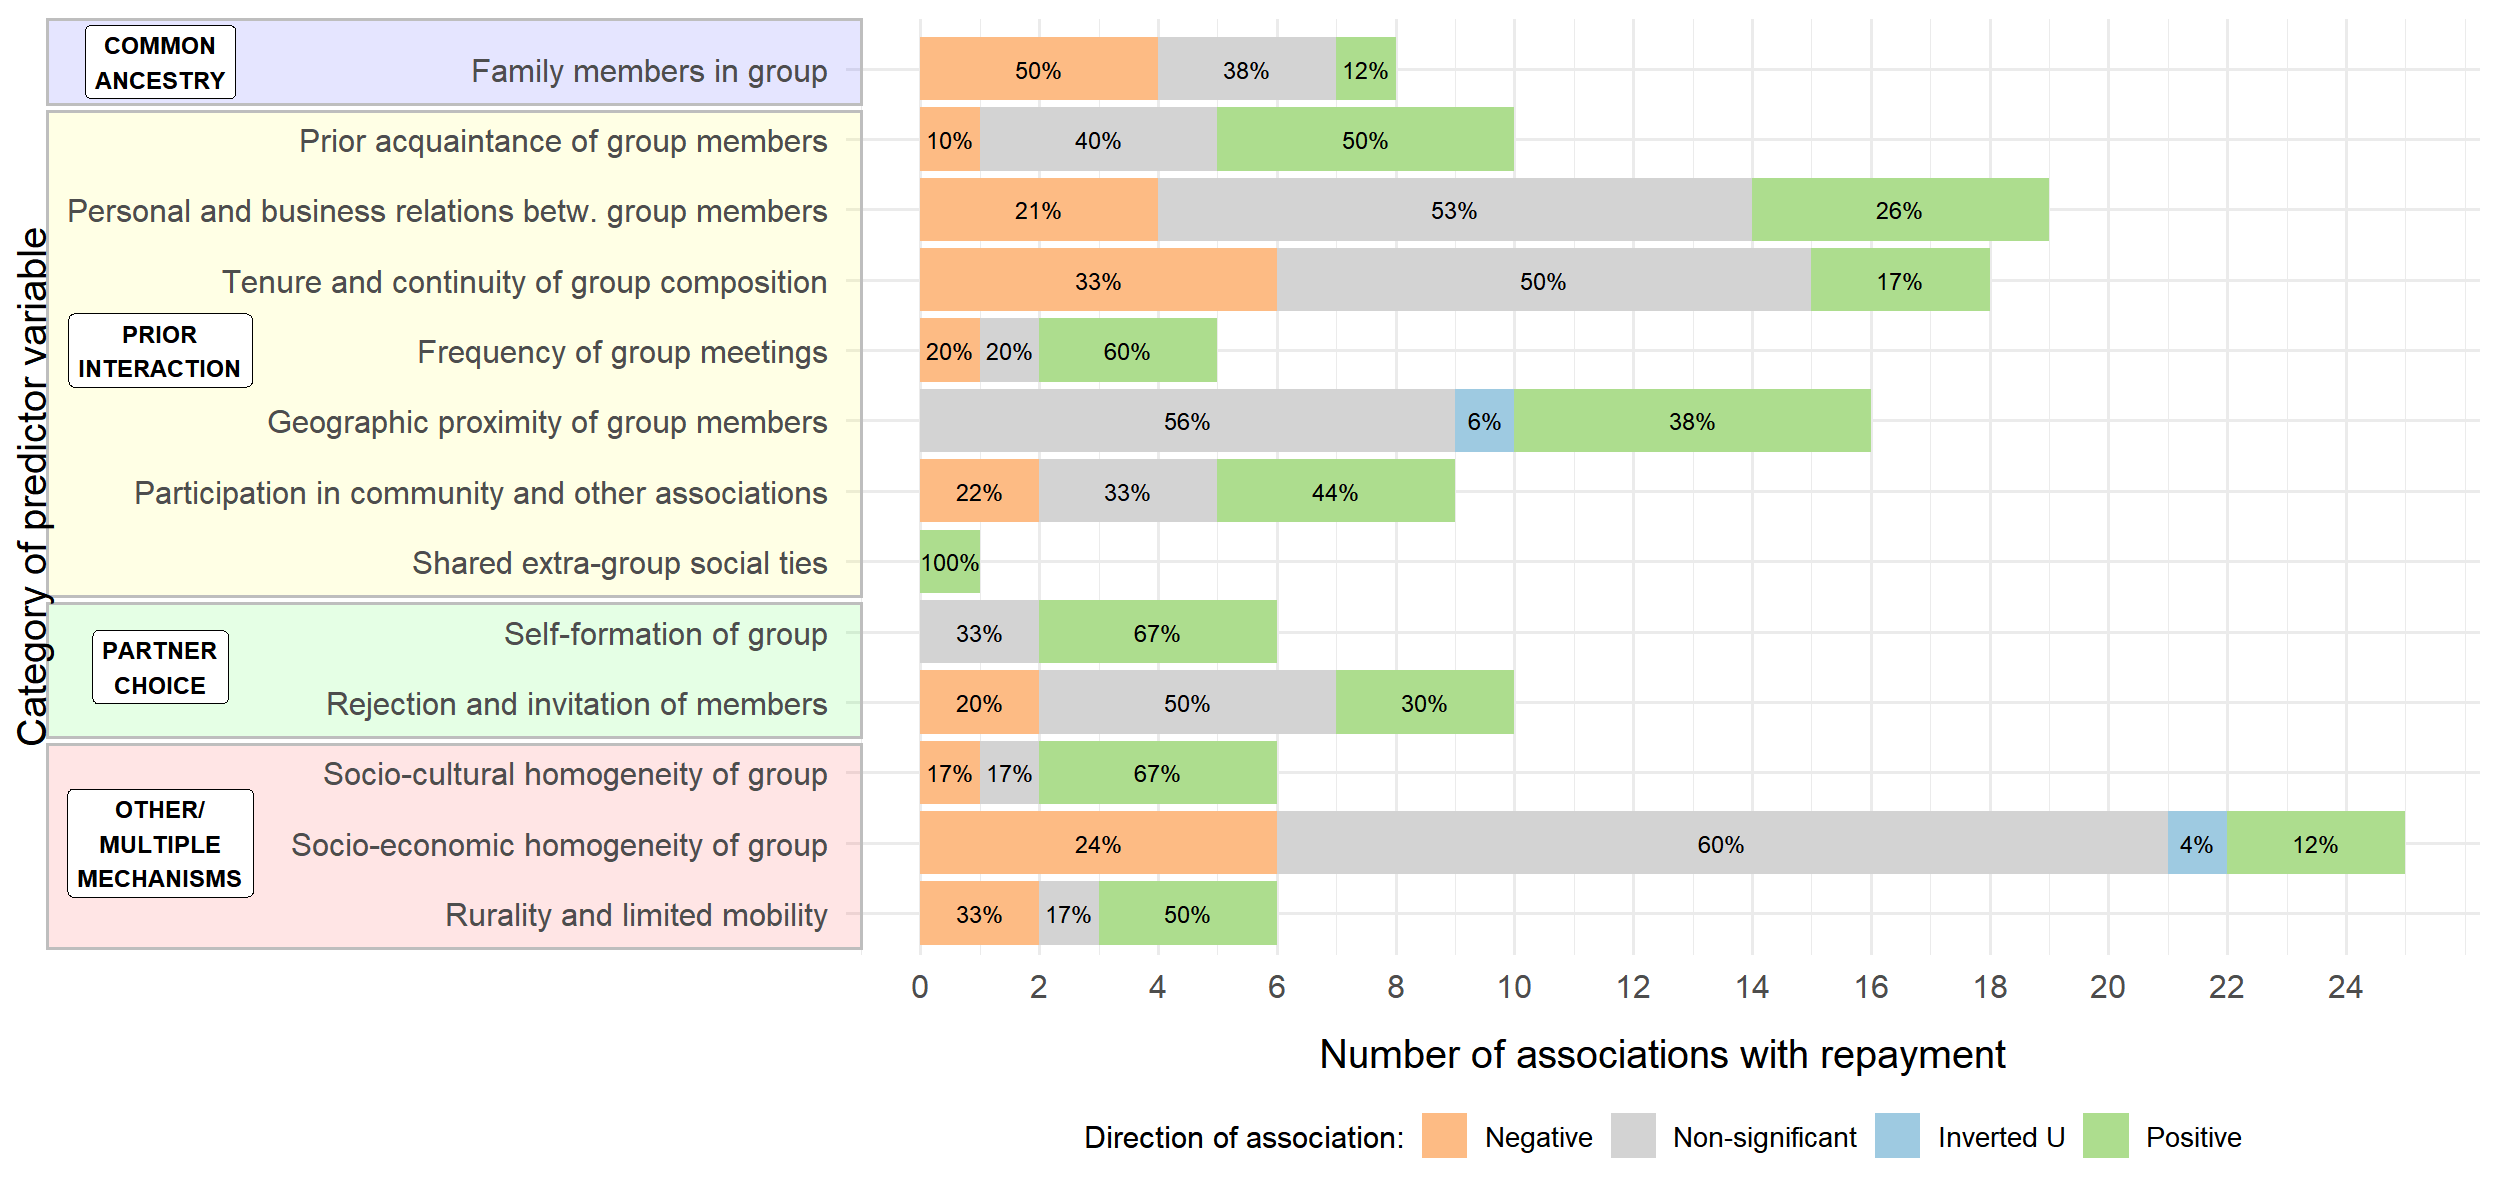 Category of predictor variable
COMMON
ANCESTRY
Family members in group
50% 38% 12%
PRIOR
INTERACTION
Prior acquaintance of group members
10% 40% 50%
Personal and business relations betw. group members
21% 53% 26%
Tenure and continuity of group composition
33% 50% 17%
Frequency of group meetings
20% 20% 60%
Geographic proximity of group members
56% 6% 38%
Participation in community and other associations
22% 33% 44%
Shared extra-group social ties
100%
PARTNER
CHOICE
Self-formation of group
33% 67%
Rejection and invitation of members
20% 50% 30%
OTHER/
MULTIPLE
MECHANISMS
Socio-cultural homogeneity of group
17% 17% 67%
Socio-economic homogeneity of group
24% 60% 4% 12%
Rurality and limited mobility
33% 17% 50%
0 2 4 6 8 10 12 14 16 18 20 22 24
Number of associations with repayment
Direction of association: Negative Non-significant Inverted U Positive